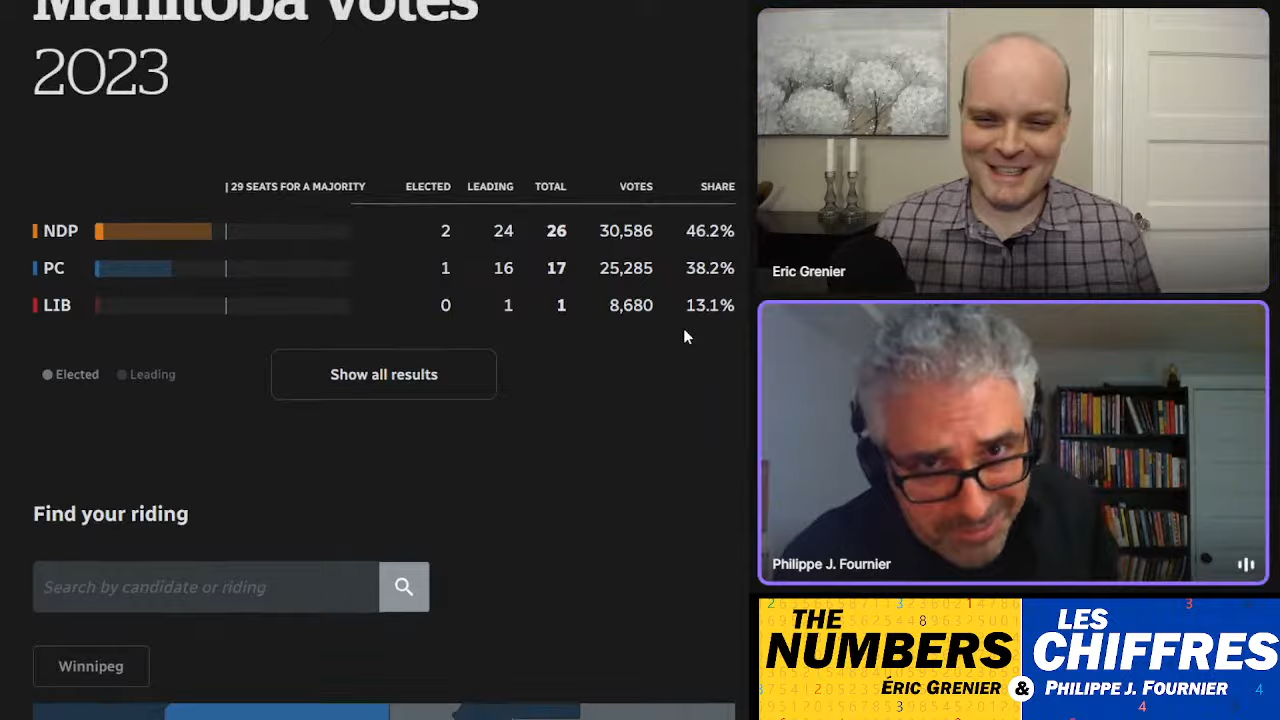 Manitoba Votes
2023
| 29 SEATS FOR A MAJORITY ELECTED LEADING TOTAL VOTES SHARE
NDP 2 24 26 30,586 46.2%
PC 1 16 17 25,285 38.2%
LIB 0 1 1 8,680 13.1%
Elected Leading
Show all results
Find your riding
Search by candidate or riding
Winnipeg
Eric Grenier
Philippe J. Fournier
THE
NUMBERS
ÉRIC GRENIER
&
LES
CHIFFRES
PHILIPPE J. FOURNIER